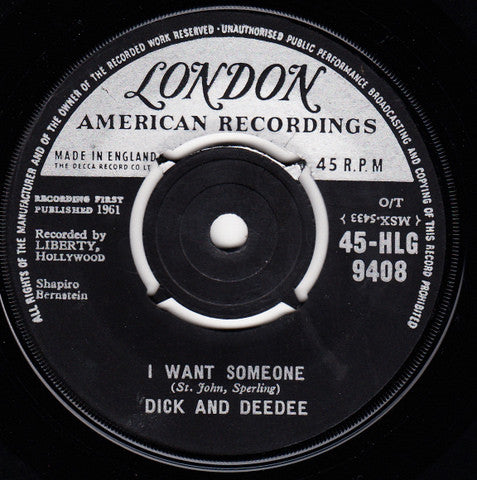 ALL RIGHTS OF THE MANUFACTURER AND OF THE OWNER OF THE RECORDED WORK RESERVED · UNAUTHORISED PUBLIC PERFORMANCE BROADCASTING AND COPYING OF THIS RECORD PROHIBITED
LONDON
AMERICAN RECORDINGS
MADE IN ENGLAND
THE DECCA RECORD CO LT
45 R.P.M
RECORDING FIRST
PUBLISHED 1961
Recorded by
LIBERTY,
HOLLYWOOD
Shapiro
Bernstein
O/T
{ MSX.5433 }
45-HLG
9408
I WANT SOMEONE
(St. John, Sperling)
DICK AND DEEDEE